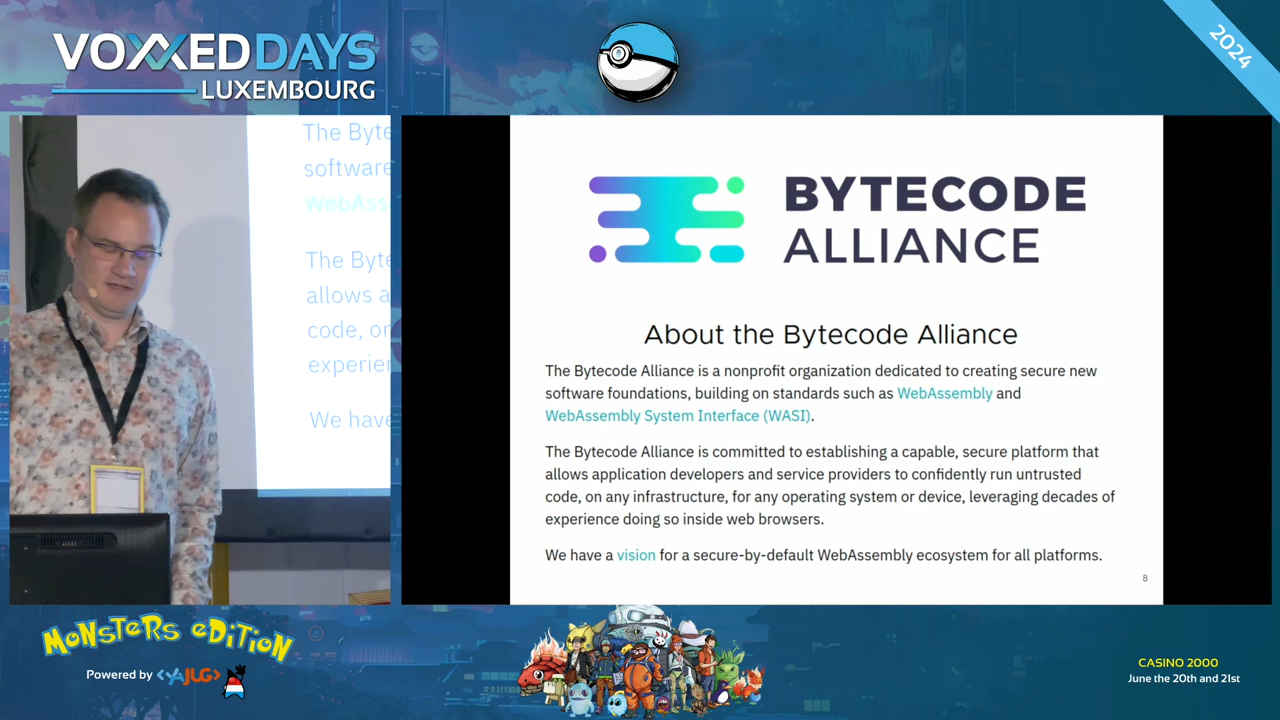 VOXXEDDAYS
LUXEMBOURG
2024
The Byte
software
WebAss
The Byte
allows a
code, or
experier
We have
BYTECODE
ALLIANCE
About the Bytecode Alliance
The Bytecode Alliance is a nonprofit organization dedicated to creating secure new
software foundations, building on standards such as WebAssembly and
WebAssembly System Interface (WASI).
The Bytecode Alliance is committed to establishing a capable, secure platform that
allows application developers and service providers to confidently run untrusted
code, on any infrastructure, for any operating system or device, leveraging decades of
experience doing so inside web browsers.
We have a vision for a secure-by-default WebAssembly ecosystem for all platforms.
8
MONSTERS eDiTiON
Powered by <YAJUG>
CASINO 2000
June the 20th and 21st